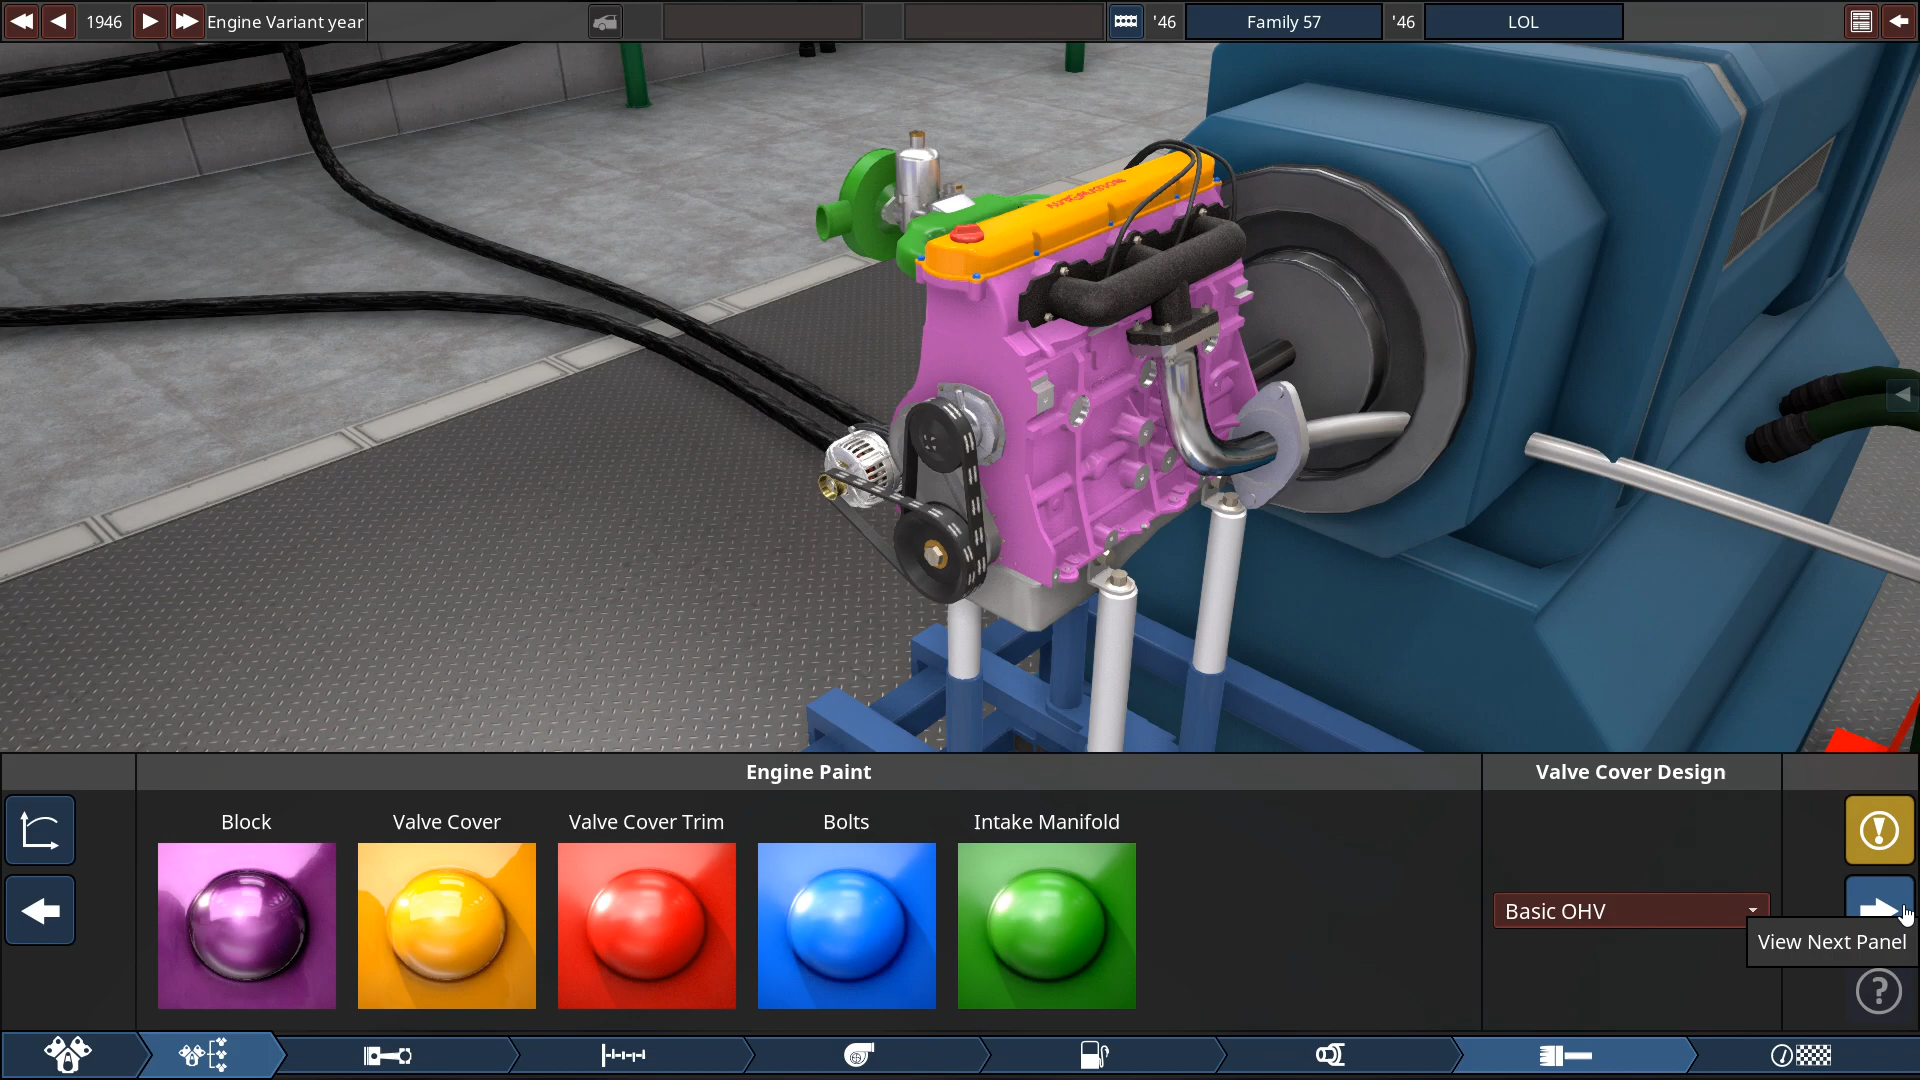 1946 Engine Variant year '46 Family 57 '46 LOL
Engine Paint Valve Cover Design
Block Valve Cover Valve Cover Trim Bolts Intake Manifold
Basic OHV
View Next Panel